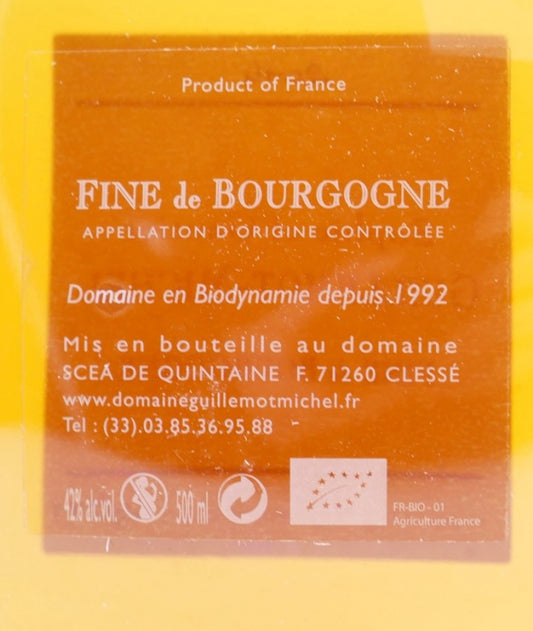 Product of France
FINE de BOURGOGNE
APPELLATION D'ORIGINE CONTRÔLÉE
Domaine en Biodynamie depuis 1992
Mis en bouteille au domaine
SCEA DE QUINTAINE F. 71260 CLESSÉ
www.domaineguillemotmichel.fr
Tel : (33).03.85.36.95.88
42% alc.vol. 500 ml
FR-BIO-01
Agriculture France